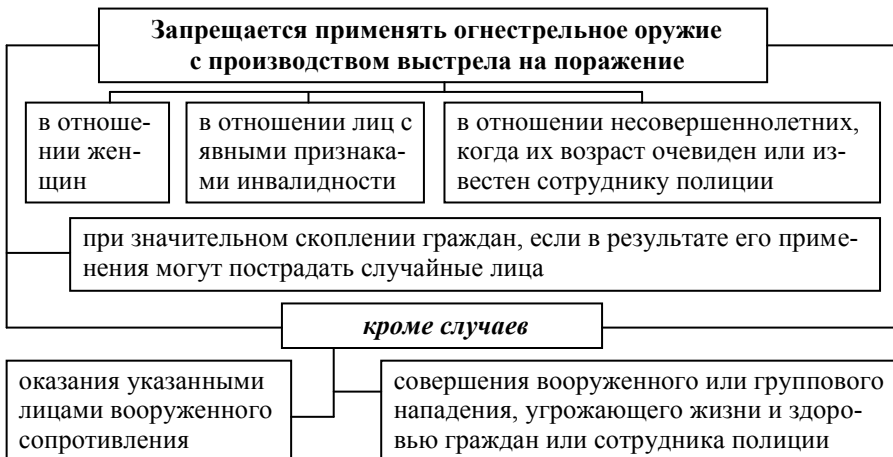 Запрещается применять огнестрельное оружие
с производством выстрела на поражение
в отноше-
нии жен-
щин
в отношении лиц с
явными признака-
ми инвалидности
в отношении несовершеннолетних,
когда их возраст очевиден или из-
вестен сотруднику полиции
при значительном скоплении граждан, если в результате его приме-
нения могут пострадать случайные лица
кроме случаев
оказания указанными
лицами вооруженного
сопротивления
совершения вооруженного или группового
нападения, угрожающего жизни и здоро-
вью граждан или сотрудника полиции